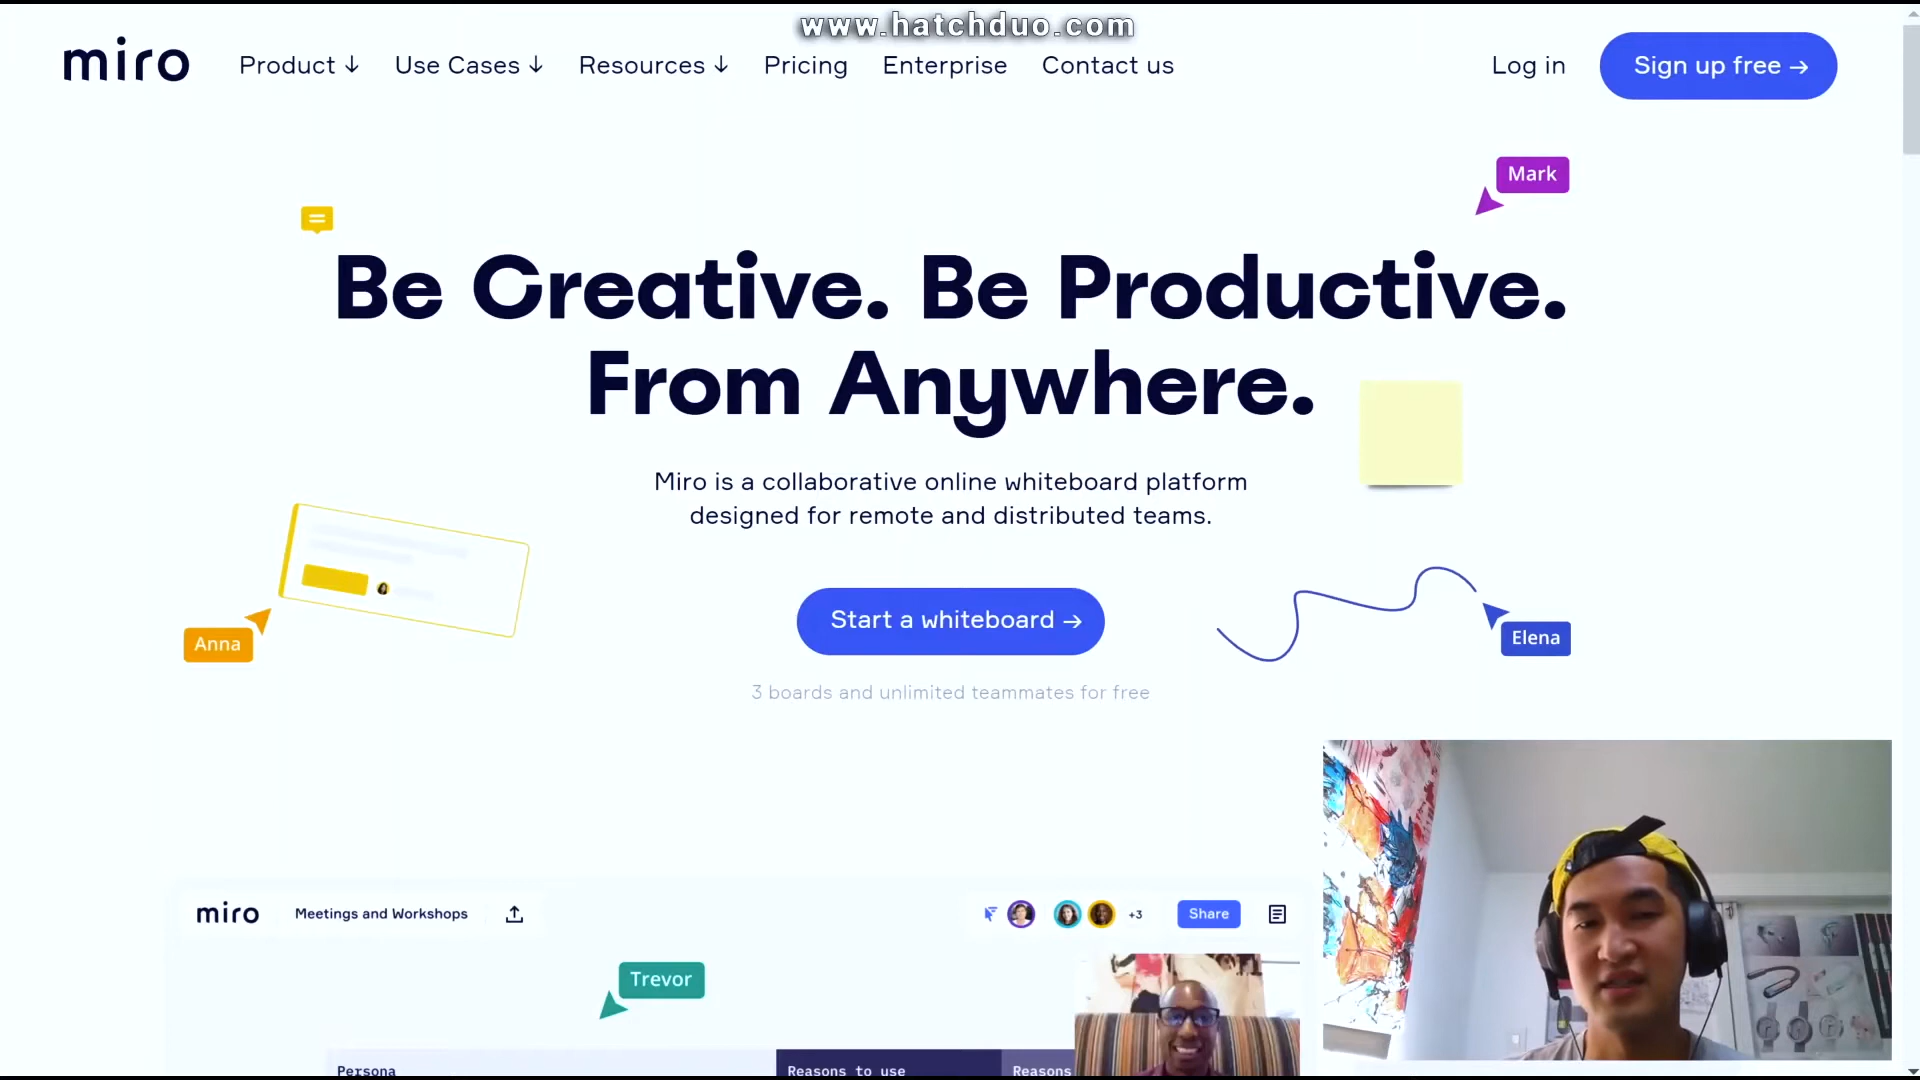 www.hatchduo.com
miro
Product ↓
Use Cases ↓
Resources ↓
Pricing
Enterprise
Contact us
Log in
Sign up free →
Mark
Be Creative. Be Productive.
From Anywhere.
Miro is a collaborative online whiteboard platform
designed for remote and distributed teams.
Start a whiteboard →
Anna
Elena
3 boards and unlimited teammates for free
miro
Meetings and Workshops
+3
Share
Trevor
Persona
Reasons to use
Reasons